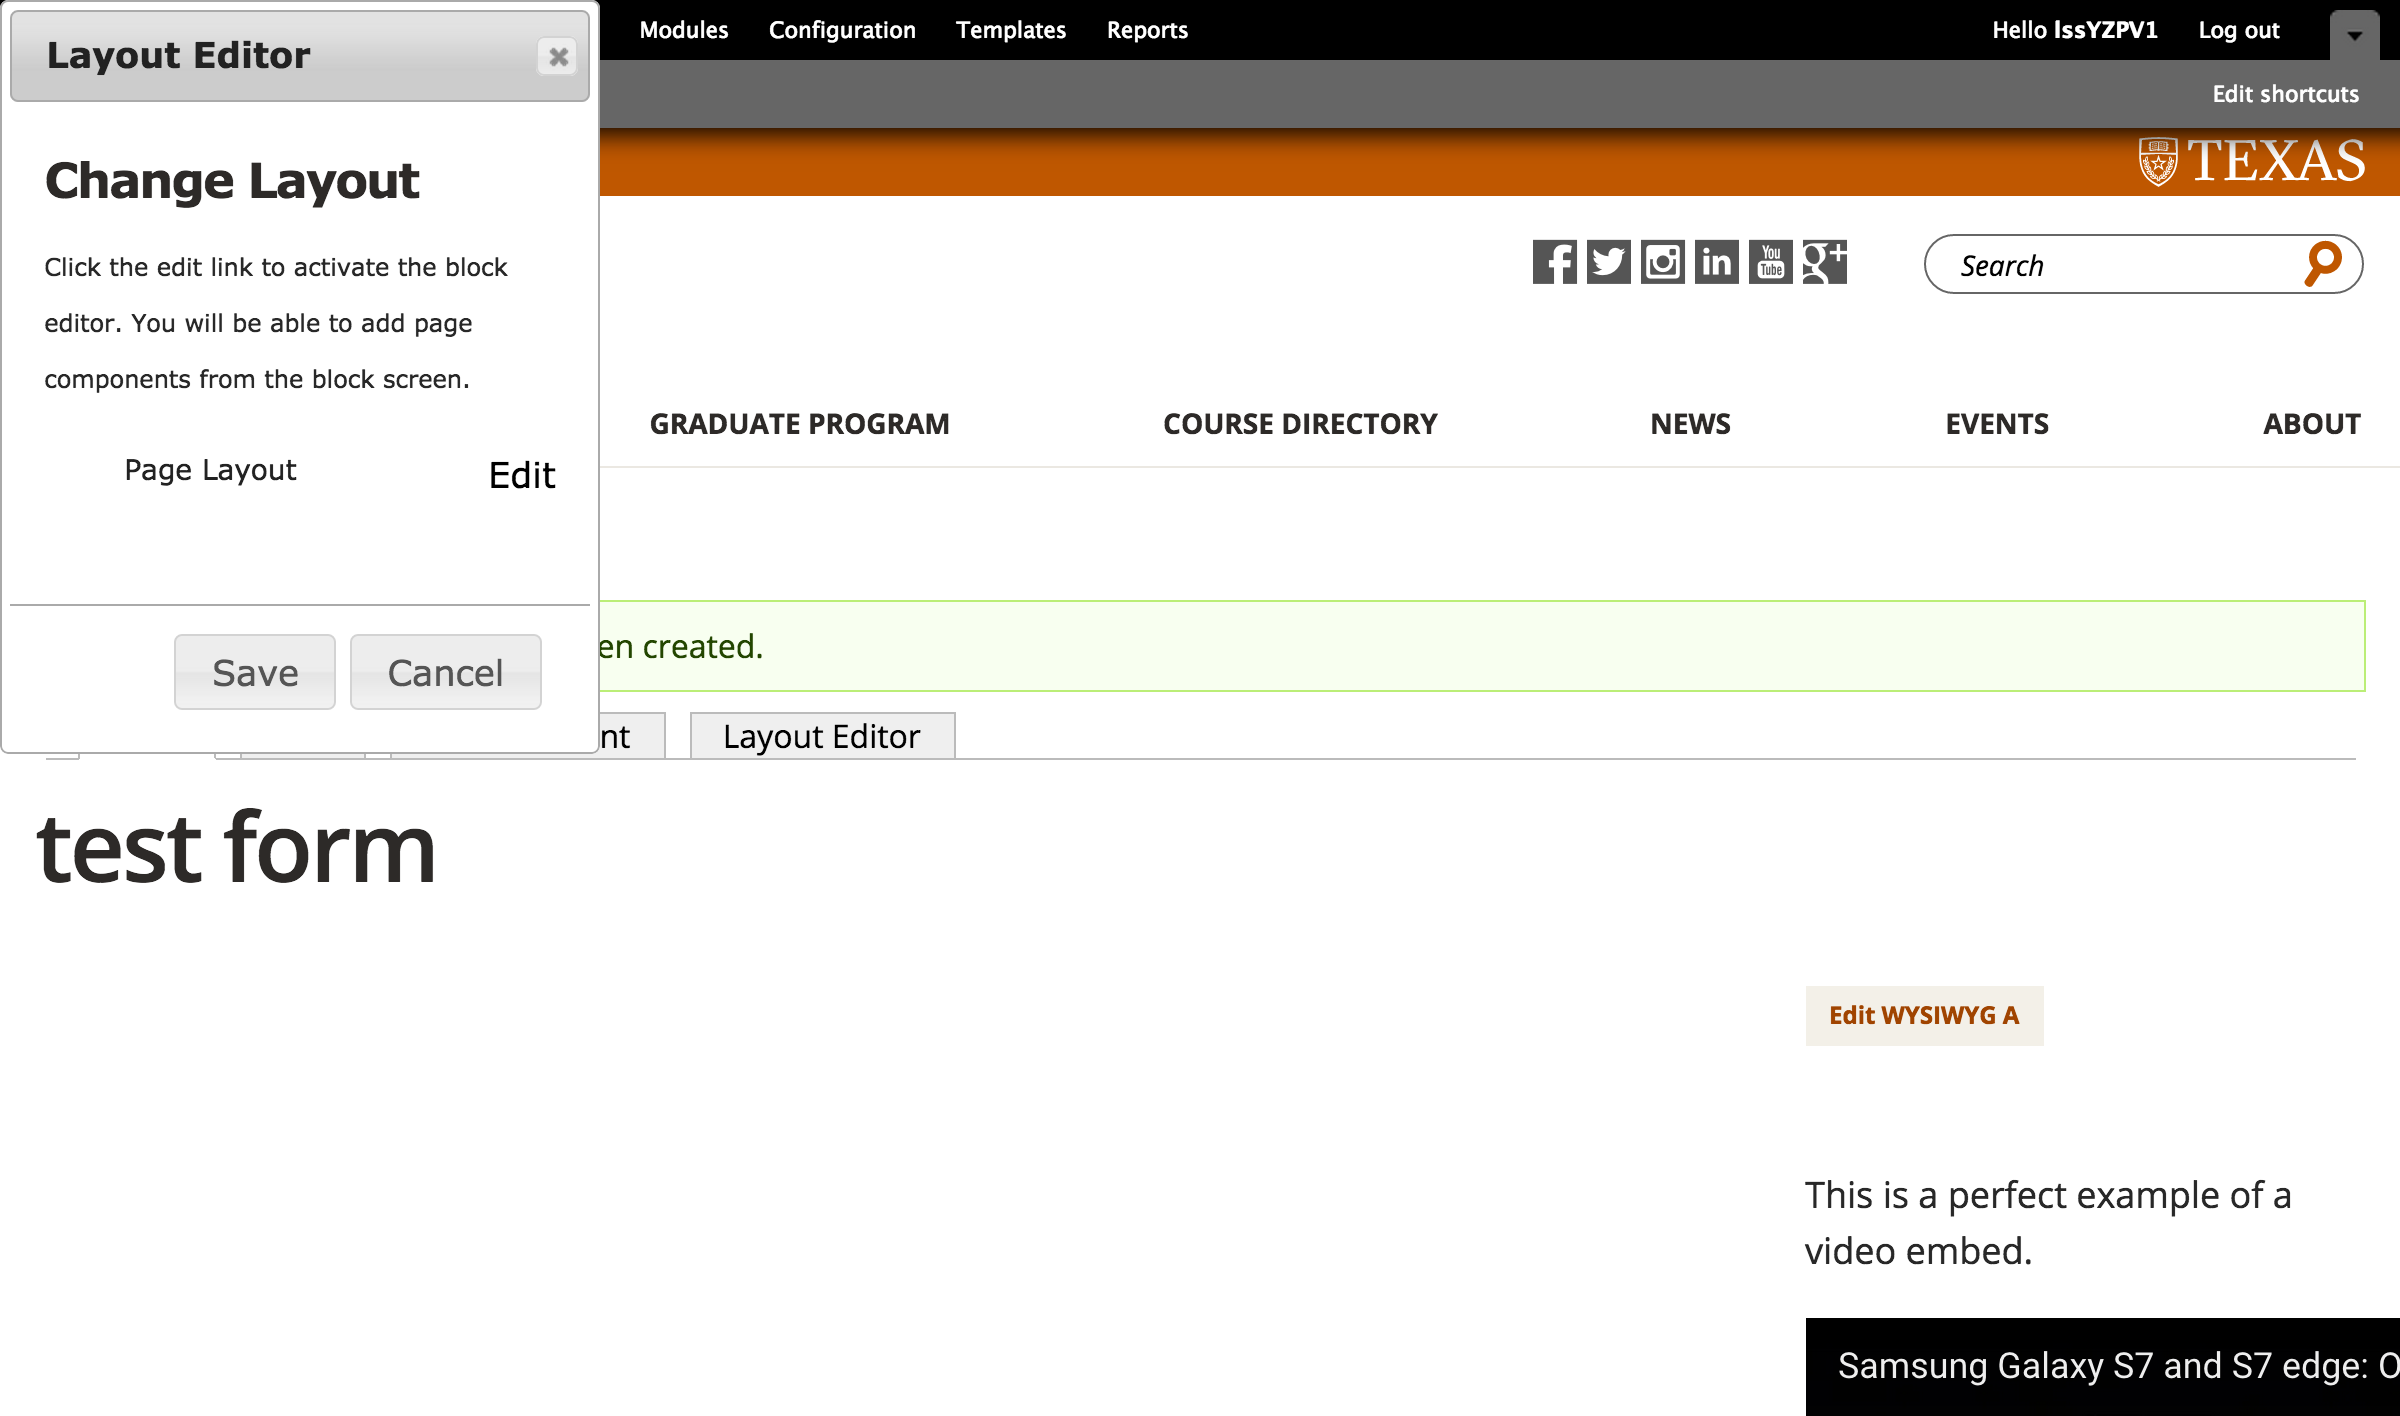 Layout Editor
Modules Configuration Templates Reports
Hello lssYZPV1 Log out
Edit shortcuts
TEXAS
Change Layout
Click the edit link to activate the block
editor. You will be able to add page
components from the block screen.
Page Layout Edit
Save Cancel
You Tube
g+
Search
GRADUATE PROGRAM COURSE DIRECTORY NEWS EVENTS ABOUT
en created.
nt Layout Editor
test form
Edit WYSIWYG A
This is a perfect example of a
video embed.
Samsung Galaxy S7 and S7 edge: O